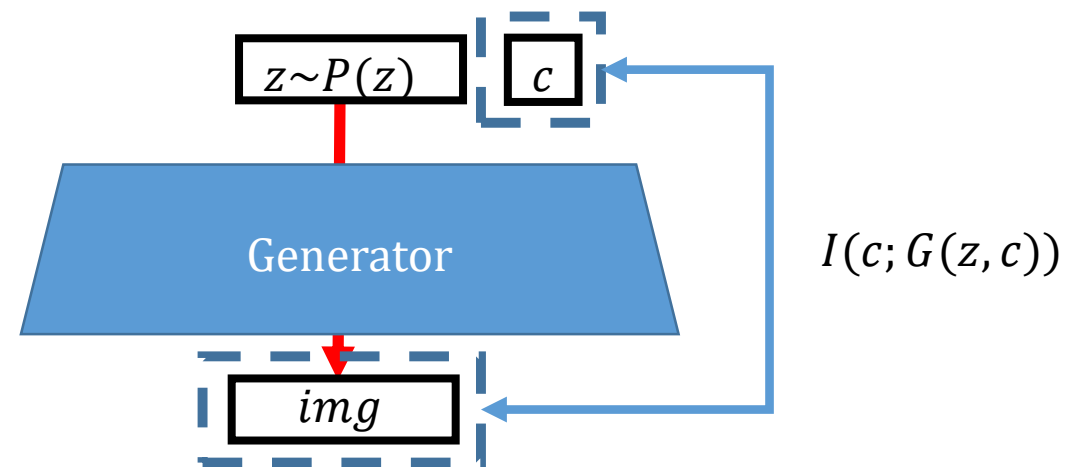 z~P(z)
c
Generator
I(c; G(z, c))
img